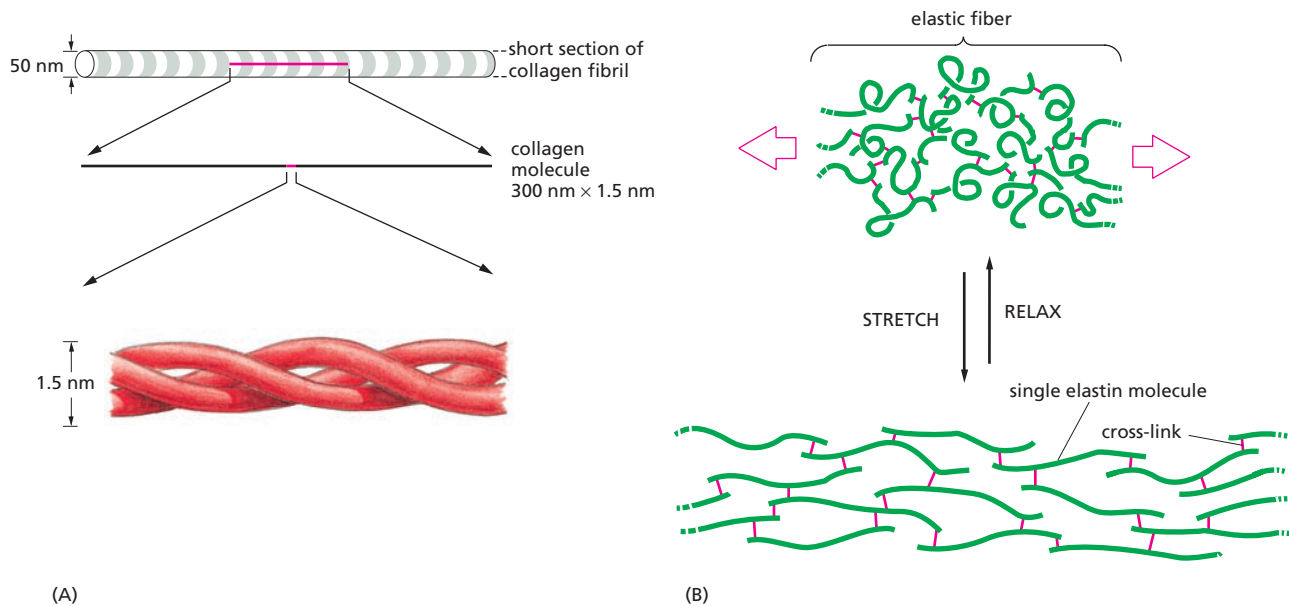 50 nm
short section of
collagen fibril
collagen
molecule
300 nm × 1.5 nm
1.5 nm
(A)
elastic fiber
STRETCH
RELAX
single elastin molecule
cross-link
(B)